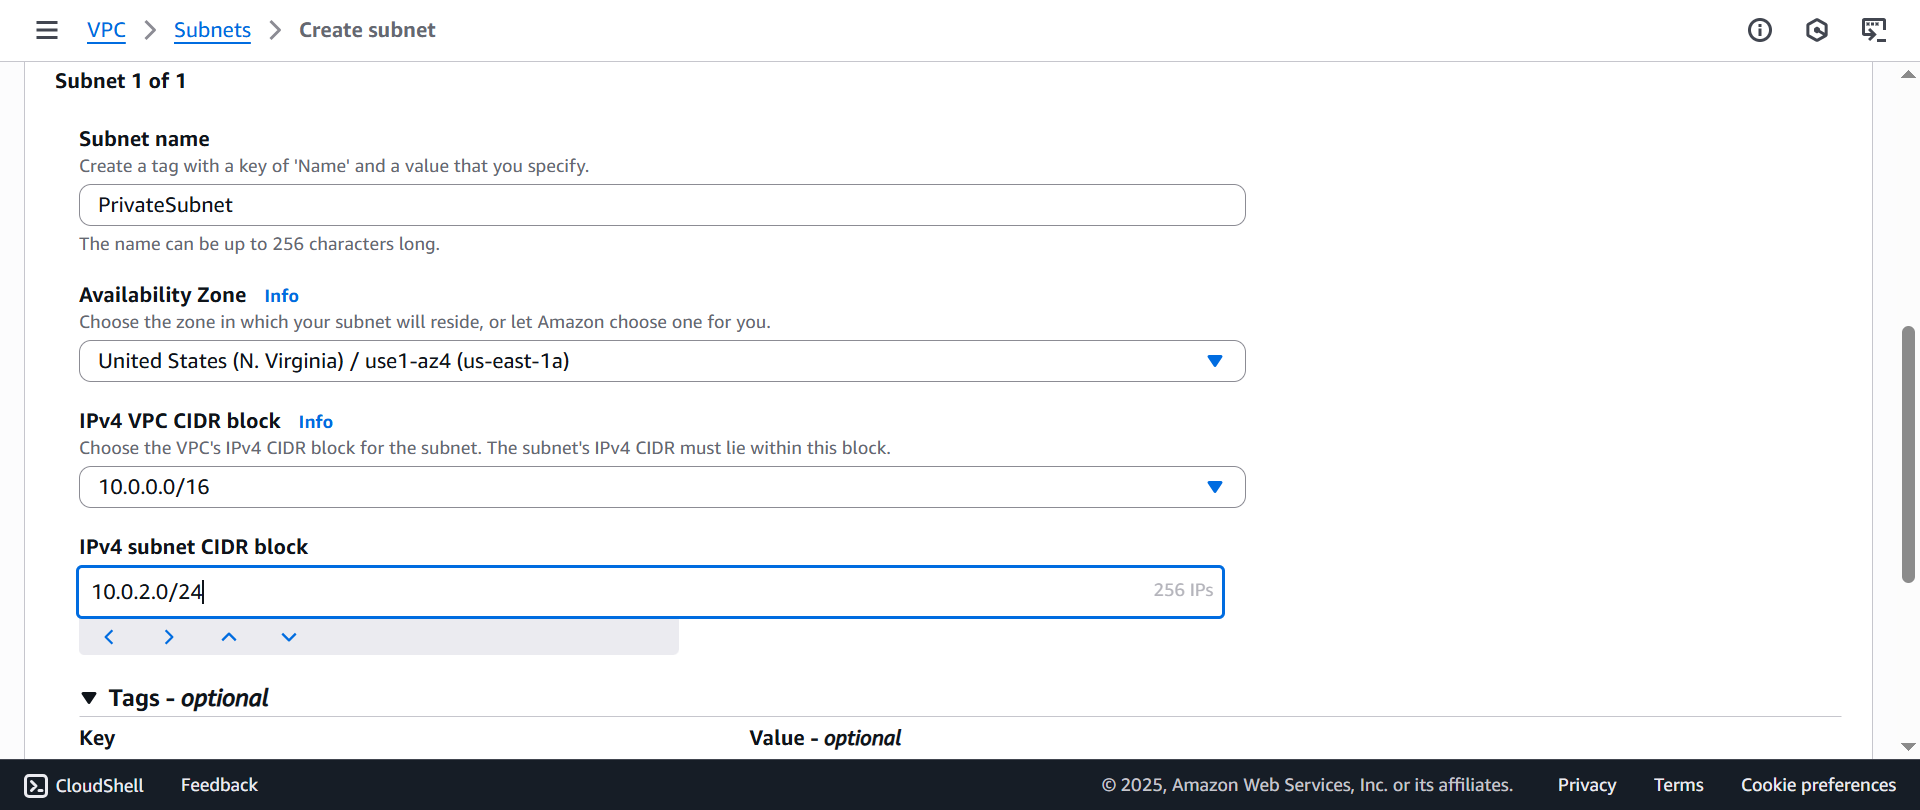 VPC > Subnets > Create subnet
Subnet 1 of 1
Subnet name
Create a tag with a key of 'Name' and a value that you specify.
PrivateSubnet
The name can be up to 256 characters long.
Availability Zone Info
Choose the zone in which your subnet will reside, or let Amazon choose one for you.
United States (N. Virginia) / use1-az4 (us-east-1a)
IPv4 VPC CIDR block Info
Choose the VPC's IPv4 CIDR block for the subnet. The subnet's IPv4 CIDR must lie within this block.
10.0.0.0/16
IPv4 subnet CIDR block
10.0.2.0/24 256 IPs
Tags - optional
Key Value - optional
CloudShell Feedback © 2025, Amazon Web Services, Inc. or its affiliates. Privacy Terms Cookie preferences